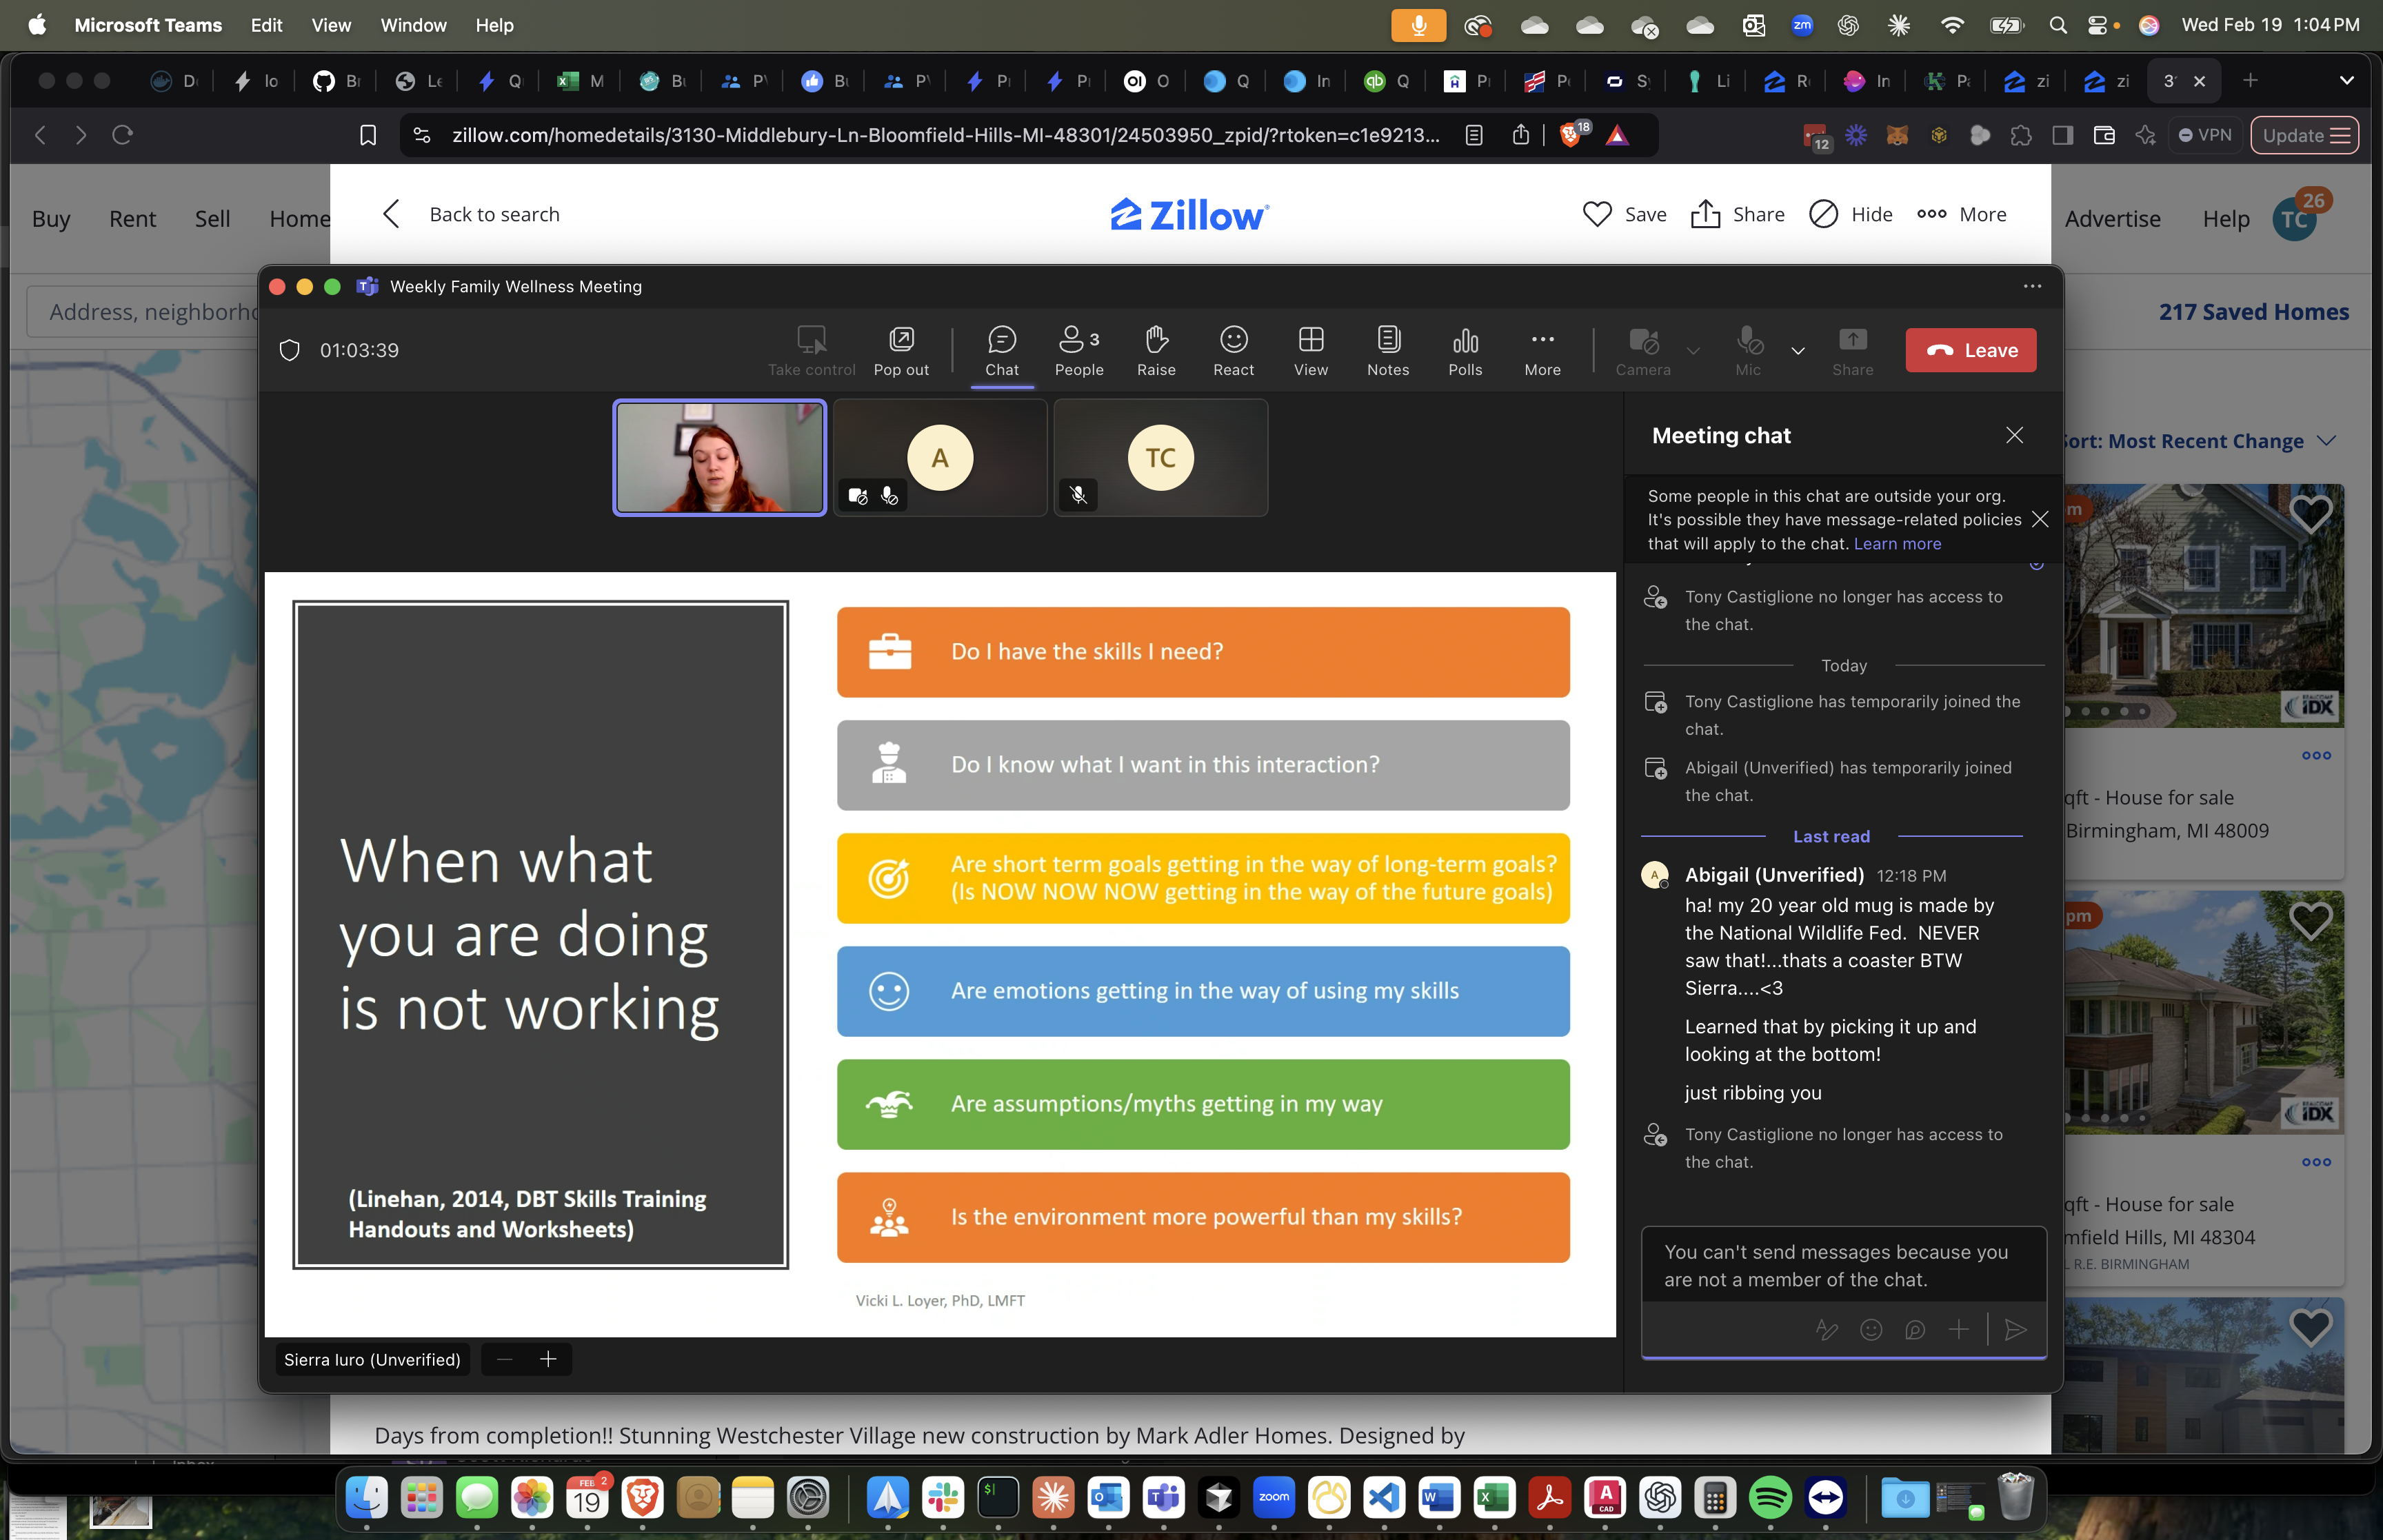 Microsoft Teams Edit View Window Help
zm
Wed Feb 19 1:04 PM
zillow.com/homedetails/3130-Middlebury-Ln-Bloomfield-Hills-MI-48301/24503950_zpid/?rtoken=c1e9213...
18
12
VPN
Update
Buy Rent Sell Home
Back to search
Zillow
Save Share Hide More
Advertise Help
TC
26
Address, neighborho
217 Saved Homes
Weekly Family Wellness Meeting
01:03:39
Take control
Pop out
Chat
People
3
Raise
React
View
Notes
Polls
More
Camera
Mic
Share
Leave
A
TC
Meeting chat
Sort: Most Recent Change
Some people in this chat are outside your org.
It's possible they have message-related policies
that will apply to the chat. Learn more
Tony Castiglione no longer has access to
the chat.
Today
Tony Castiglione has temporarily joined the
chat.
Abigail (Unverified) has temporarily joined
the chat.
Last read
A
Abigail (Unverified) 12:18 PM
ha! my 20 year old mug is made by
the National Wildlife Fed. NEVER
saw that!...thats a coaster BTW
Sierra....<3
Learned that by picking it up and
looking at the bottom!
just ribbing you
Tony Castiglione no longer has access to
the chat.
You can't send messages because you
are not a member of the chat.
When what
you are doing
is not working
(Linehan, 2014, DBT Skills Training
Handouts and Worksheets)
Do I have the skills I need?
Do I know what I want in this interaction?
Are short term goals getting in the way of long-term goals?
(Is NOW NOW NOW getting in the way of the future goals)
Are emotions getting in the way of using my skills
Are assumptions/myths getting in my way
Is the environment more powerful than my skills?
Vicki L. Loyer, PhD, LMFT
Sierra Iuro (Unverified)
IDX
qft - House for sale
Birmingham, MI 48009
pm
IDX
qft - House for sale
mfield Hills, MI 48304
L R.E. BIRMINGHAM
Days from completion!! Stunning Westchester Village new construction by Mark Adler Homes. Designed by
FEB
19
2
zoom
CAD